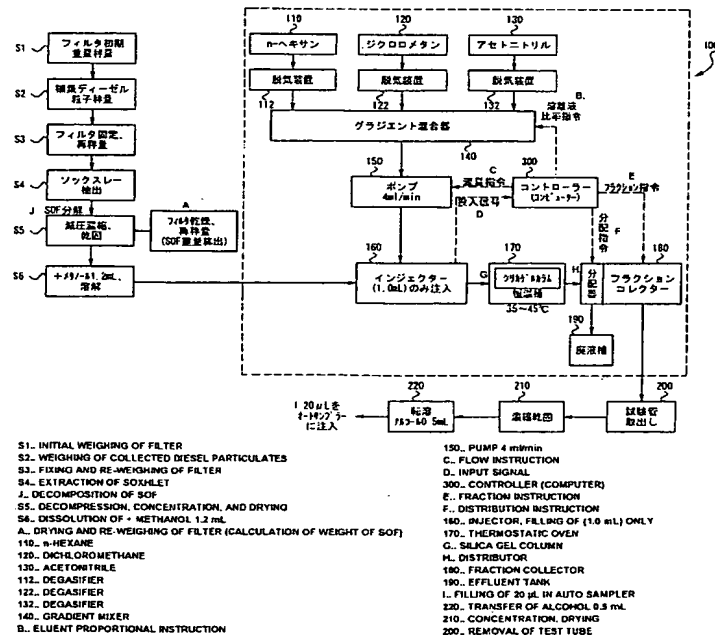 110
120
130
n-ヘキサン
ジクロロメタン
アセトニトリル
100
S1
フィルタ初期
重量秤量
S2
捕集ディーゼル
粒子秤量
脱気装置
脱気装置
脱気装置
112
122
132
B.
溶離液
比率指令
S3
フィルタ固定、
再秤量
グラジエント混合器
140
S4
ソックスレー
抽出
150
ポンプ
4ml/min
C
流量指令
投入信号
D
300
コントローラー
(コンピューター)
E
フラクション指令
J
SOF分解
A
S5
減圧濃縮、
乾固
フィルタ乾燥、
再秤量
(SOF重量算出)
分配指令
F
S6
+メタノール1.2mL、
溶解
160
インジェクター
(1.0mL)のみ注入
G
170
シリカゲルカラム
恒温槽
35~45℃
H
分配器
180
フラクション
コレクター
190
廃液槽
200
試験管
取出し
210
濃縮乾固
220
転溶
アルコール0.5mL
I 20μLを
オートサンプラー
に注入
S1.. INITIAL WEIGHING OF FILTER
S2.. WEIGHING OF COLLECTED DIESEL PARTICULATES
S3.. FIXING AND RE-WEIGHING OF FILTER
S4.. EXTRACTION OF SOXHLET
J.. DECOMPOSITION OF SOF
S5.. DECOMPRESSION, CONCENTRATION, AND DRYING
S6.. DISSOLUTION OF + METHANOL 1.2 mL
A.. DRYING AND RE-WEIGHING OF FILTER (CALCULATION OF WEIGHT OF SOF)
110.. n-HEXANE
120.. DICHLOROMETHANE
130.. ACETONITRILE
112.. DEGASIFIER
122.. DEGASIFIER
132.. DEGASIFIER
140.. GRADIENT MIXER
B.. ELUENT PROPORTIONAL INSTRUCTION
150.. PUMP 4 ml/min
C.. FLOW INSTRUCTION
D.. INPUT SIGNAL
300.. CONTROLLER (COMPUTER)
E.. FRACTION INSTRUCTION
F.. DISTRIBUTION INSTRUCTION
160.. INJECTOR, FILLING OF (1.0 mL) ONLY
170.. THERMOSTATIC OVEN
G.. SILICA GEL COLUMN
H.. DISTRIBUTOR
180.. FRACTION COLLECTOR
190.. EFFLUENT TANK
I.. FILLING OF 20 μL IN AUTO SAMPLER
220.. TRANSFER OF ALCOHOL 0.5 mL
210.. CONCENTRATION, DRYING
200.. REMOVAL OF TEST TUBE